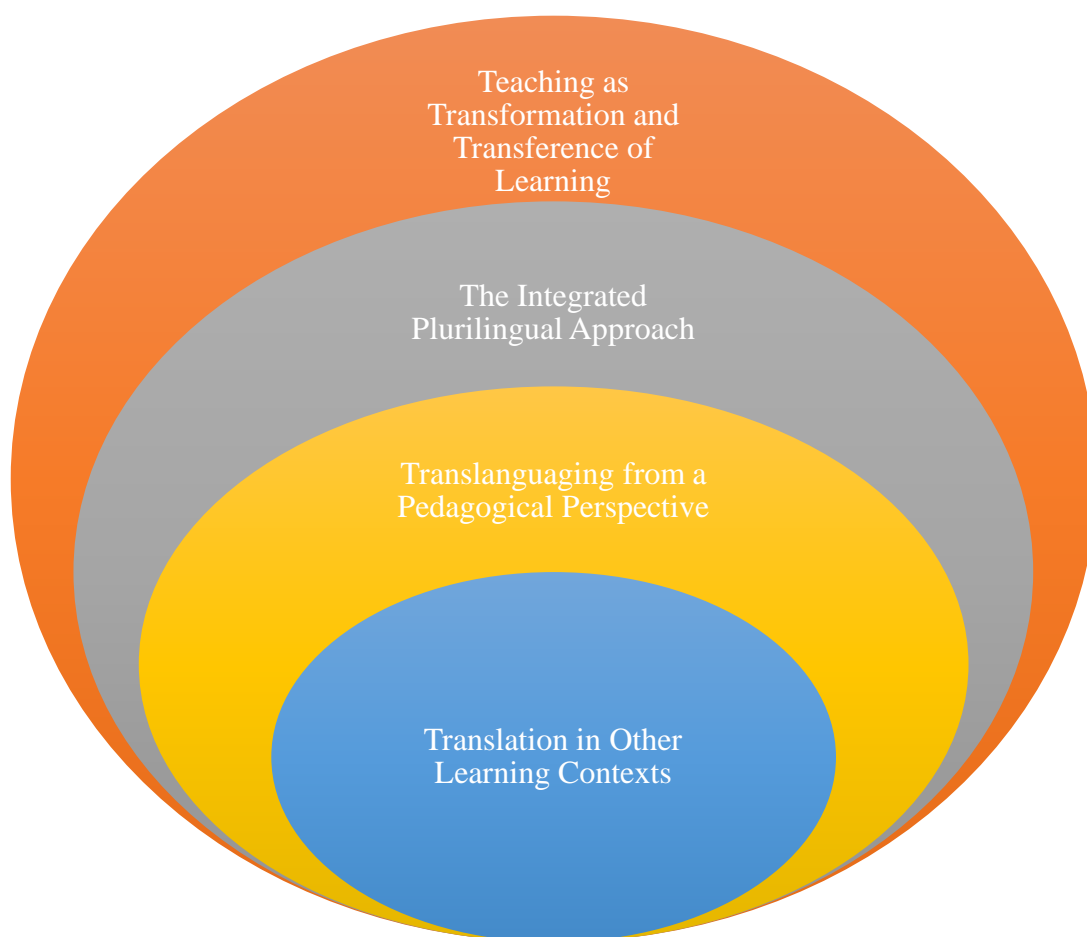 Teaching as
Transformation and
Transference of
Learning
The Integrated
Plurilingual Approach
Translanguaging from a
Pedagogical Perspective
Translation in Other
Learning Contexts